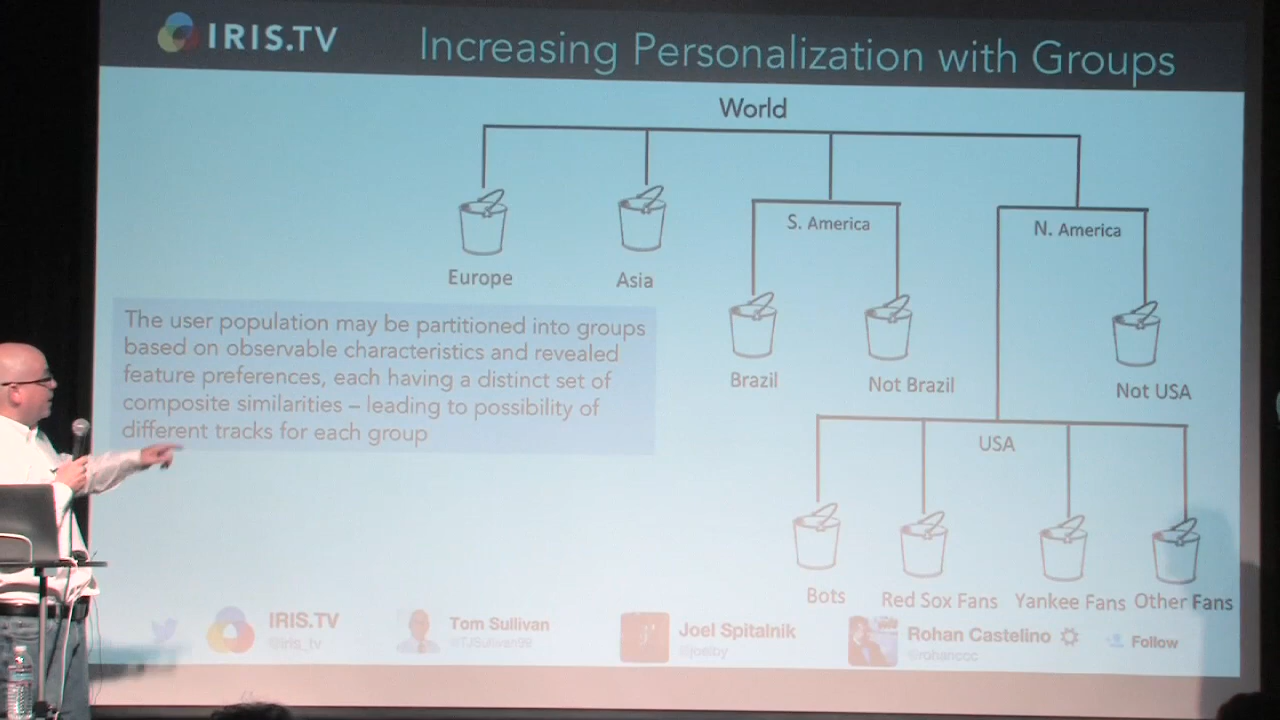 IRIS.TV
Increasing Personalization with Groups
World
Europe
Asia
S. America
N. America
Brazil
Not Brazil
Not USA
The user population may be partitioned into groups
based on observable characteristics and revealed
feature preferences, each having a distinct set of
composite similarities – leading to possibility of
different tracks for each group
USA
Bots
Red Sox Fans
Yankee Fans
Other Fans
IRIS.TV
@iris_tv
Tom Sullivan
Joel Spitalnik
@joelby
Rohan Castelino
Follow